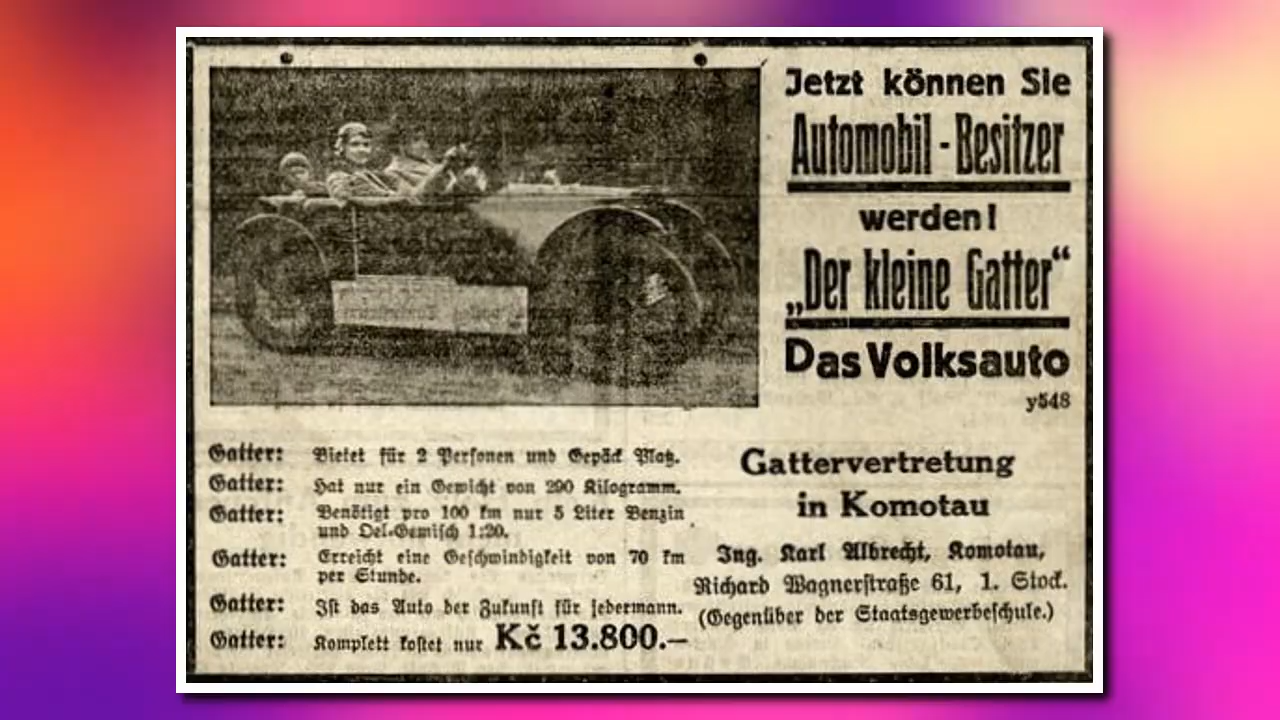 Jetzt können Sie
Automobil-Besitzer
werden!
„Der kleine Gatter“
Das Volksauto
y548
Gatter: Bietet für 2 Personen und Gepäck Platz.
Gatter: Hat nur ein Gewicht von 290 Kilogramm.
Gatter: Benötigt pro 100 km nur 5 Liter Benzin
und Oel-Gemisch 1:20.
Gatter: Erreicht eine Geschwindigkeit von 70 km
per Stunde.
Gatter: Ist das Auto der Zukunft für jedermann.
Gatter: Komplett kostet nur Kč 13.800.—
Gattervertretung
in Komotau
Ing. Karl Albrecht, Komotau,
Richard Wagnerstraße 61, 1. Stock.
(Gegenüber der Staatsgewerbeschule.)